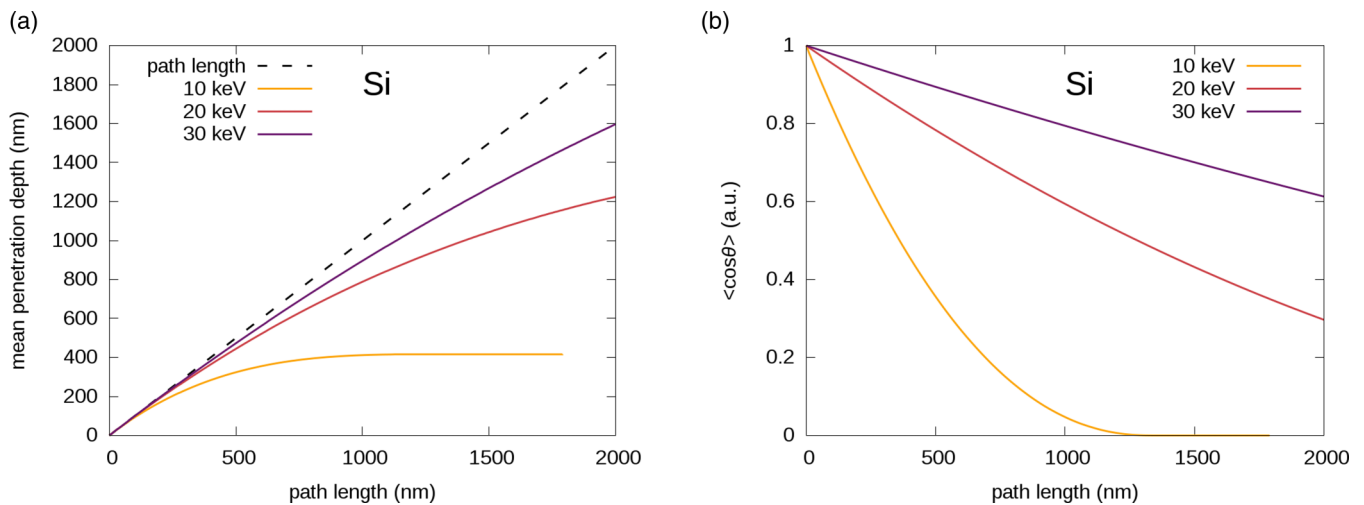 (a)
2000
1800
1600
1400
1200
1000
800
600
400
200
0
mean penetration depth (nm)
path length
10 keV
20 keV
30 keV
Si
0
500
1000
1500
2000
path length (nm)
(b)
1
0.8
0.6
0.4
0.2
0
<cosθ> (a.u.)
Si
10 keV
20 keV
30 keV
0
500
1000
1500
2000
path length (nm)